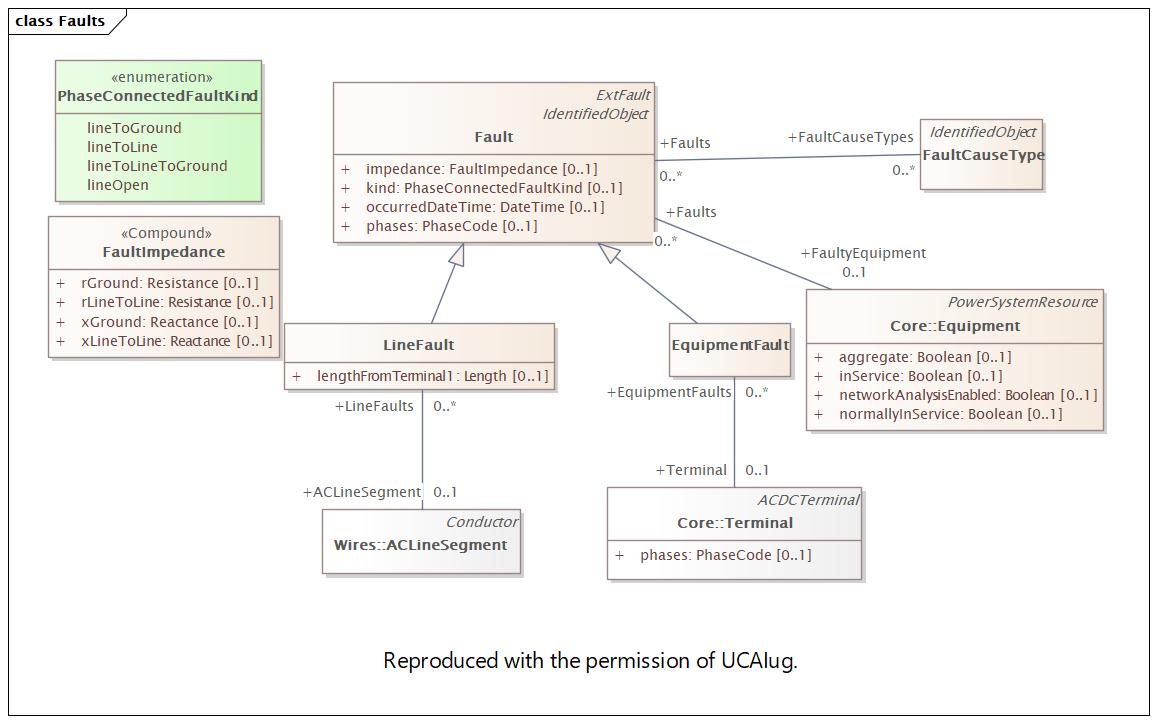 class Faults
«enumeration»
PhaseConnectedFaultKind
lineToGround
lineToLine
lineToLineToGround
lineOpen
«Compound»
FaultImpedance
+ rGround: Resistance [0..1]
+ rLineToLine: Resistance [0..1]
+ xGround: Reactance [0..1]
+ xLineToLine: Reactance [0..1]
ExtFault
IdentifiedObject
Fault
+ impedance: FaultImpedance [0..1]
+ kind: PhaseConnectedFaultKind [0..1]
+ occurredDateTime: DateTime [0..1]
+ phases: PhaseCode [0..1]
+Faults
0..*
+FaultCauseTypes
0..*
IdentifiedObject
FaultCauseType
+Faults
0..*
+FaultyEquipment
0..1
PowerSystemResource
Core::Equipment
+ aggregate: Boolean [0..1]
+ inService: Boolean [0..1]
+ networkAnalysisEnabled: Boolean [0..1]
+ normallyInService: Boolean [0..1]
LineFault
+ lengthFromTerminal1: Length [0..1]
+LineFaults 0..*
+ACLineSegment 0..1
Conductor
Wires::ACLineSegment
EquipmentFault
+EquipmentFaults 0..*
+Terminal 0..1
ACDCTerminal
Core::Terminal
+ phases: PhaseCode [0..1]
Reproduced with the permission of UCAIug.